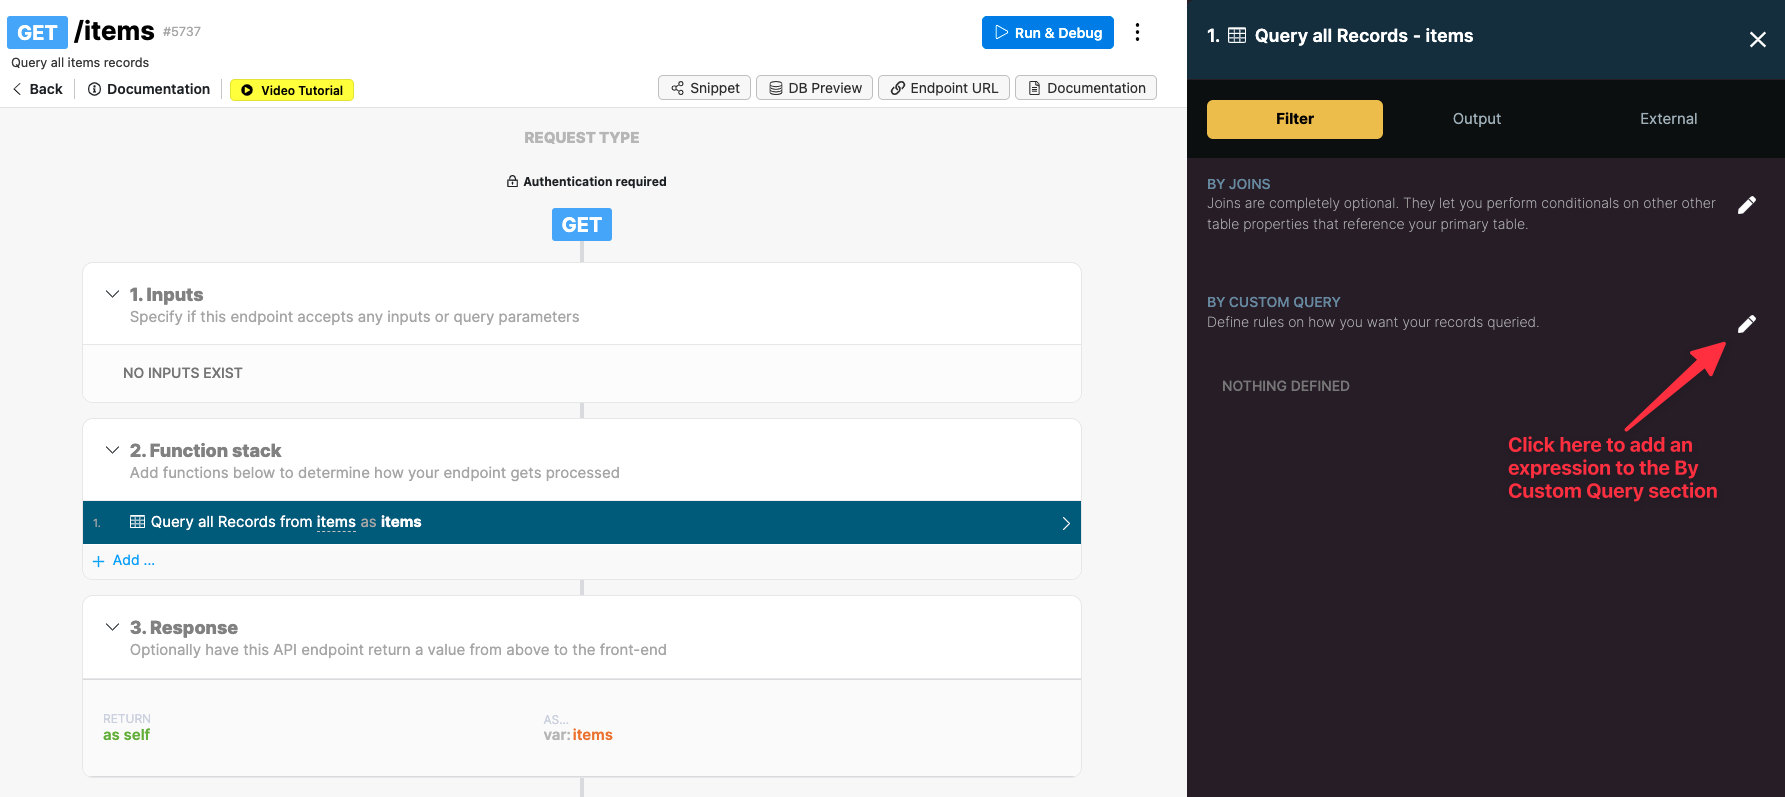 GET /items #5737
Query all items records
Back
Documentation
Video Tutorial
Run & Debug
Snippet
DB Preview
Endpoint URL
Documentation
REQUEST TYPE
Authentication required
GET
1. Inputs
Specify if this endpoint accepts any inputs or query parameters
NO INPUTS EXIST
2. Function stack
Add functions below to determine how your endpoint gets processed
1. Query all Records from items as items
+ Add ...
3. Response
Optionally have this API endpoint return a value from above to the front-end
RETURN
as self
AS...
var: items
1. Query all Records - items
Filter
Output
External
BY JOINS
Joins are completely optional. They let you perform conditionals on other other
table properties that reference your primary table.
BY CUSTOM QUERY
Define rules on how you want your records queried.
NOTHING DEFINED
Click here to add an
expression to the By
Custom Query section